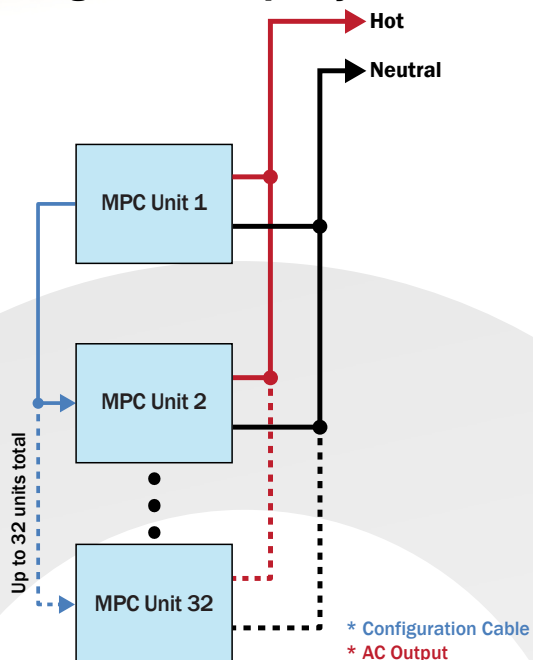 Hot
Neutral
MPC Unit 1
MPC Unit 2
Up to 32 units total
MPC Unit 32
* Configuration Cable
* AC Output